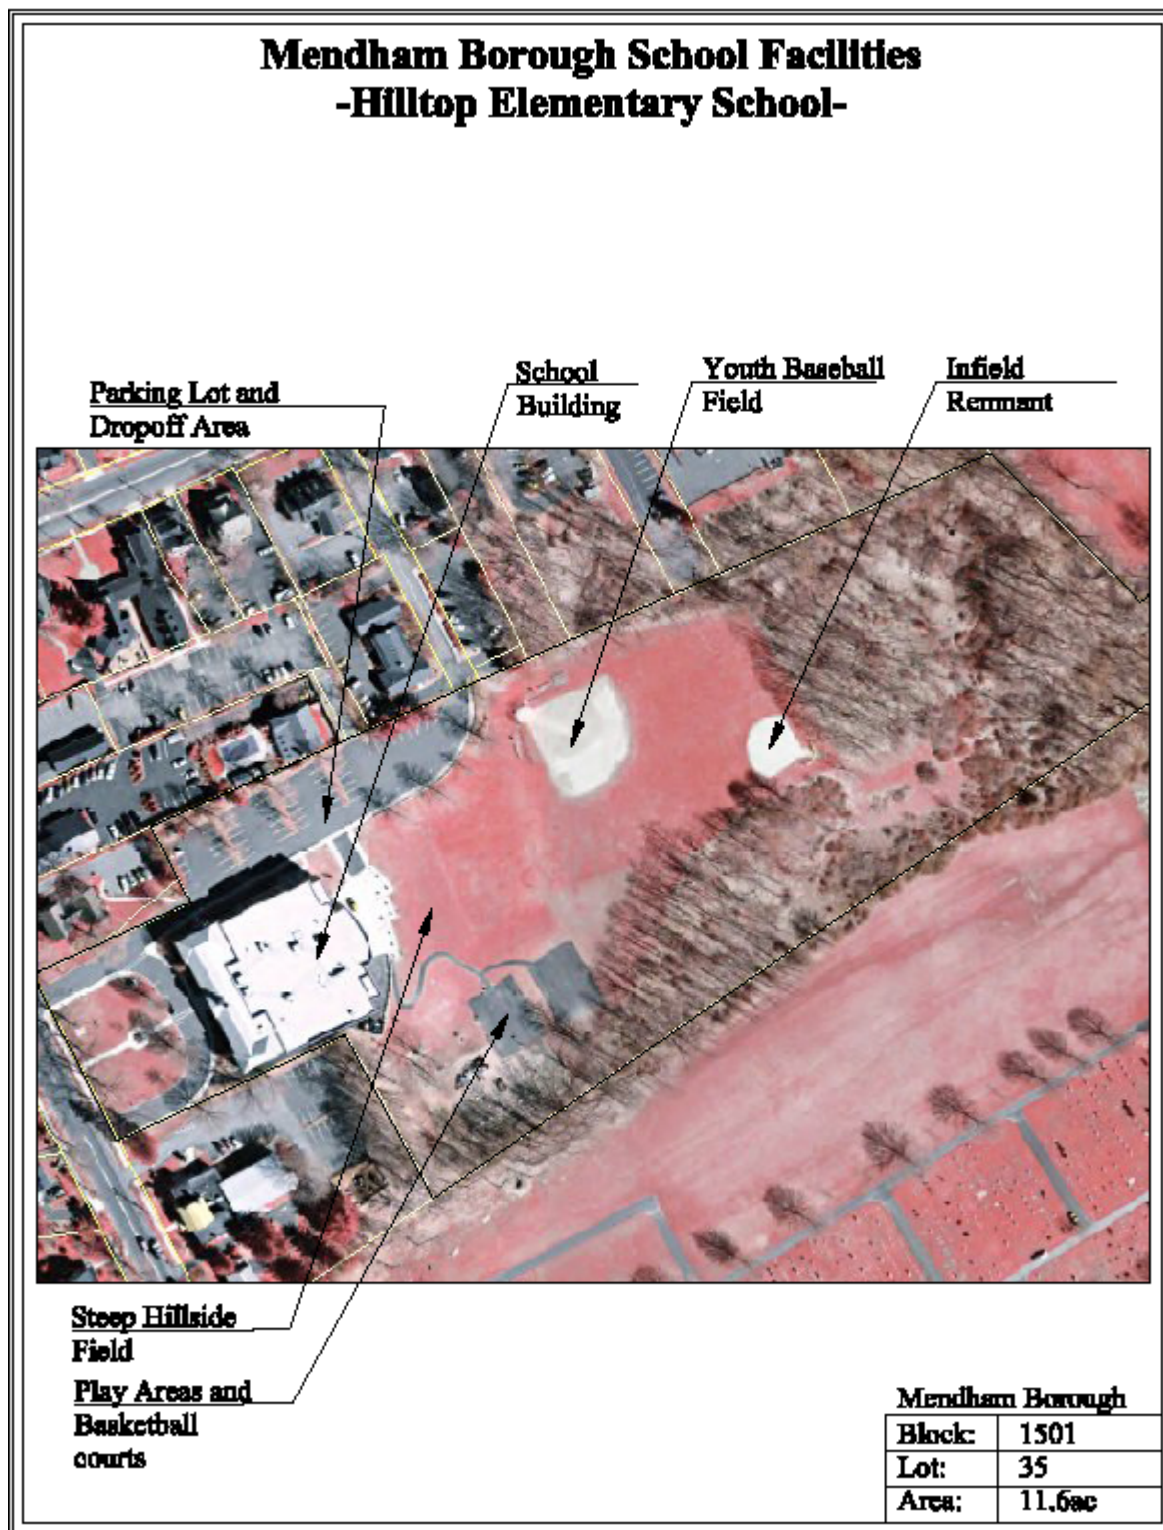 Mendham Borough School Facilities
-Hilltop Elementary School-
Parking Lot and
Dropoff Area
School
Building
Youth Baseball
Field
Infield
Remnant
Steep Hillside
Field
Play Areas and
Basketball
courts
Mendham Borough
Block: 1501
Lot: 35
Area: 11.6ac